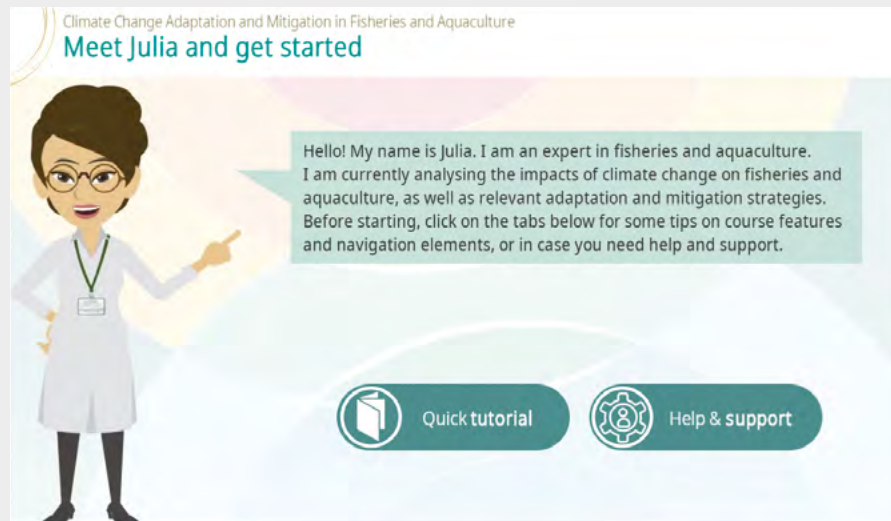 Climate Change Adaptation and Mitigation in Fisheries and Aquaculture
Meet Julia and get started
Hello! My name is Julia. I am an expert in fisheries and aquaculture.
I am currently analysing the impacts of climate change on fisheries and
aquaculture, as well as relevant adaptation and mitigation strategies.
Before starting, click on the tabs below for some tips on course features
and navigation elements, or in case you need help and support.
Quick tutorial
Help & support